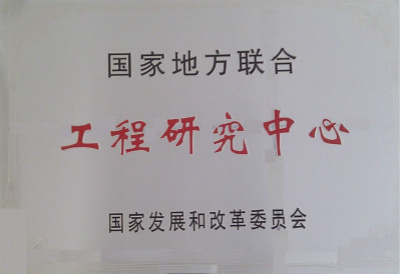 国家地方联合
工程研究中心
国家发展和改革委员会